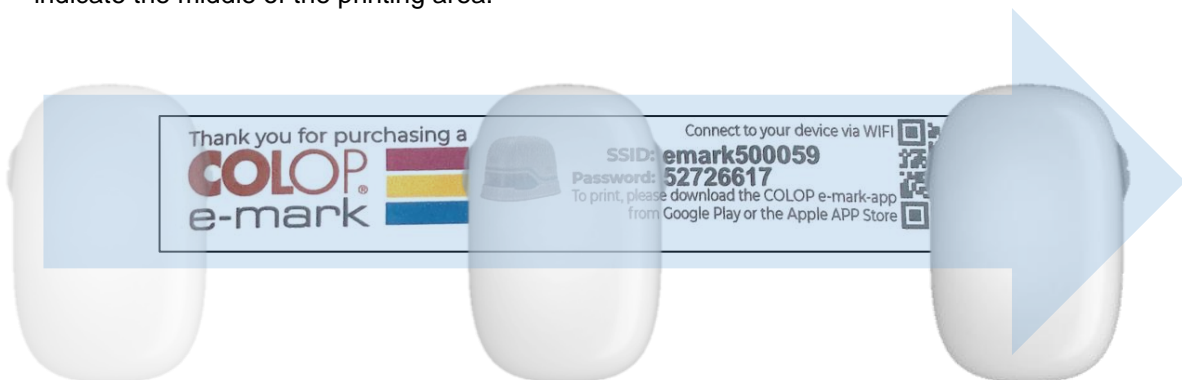 indicate the middle of the printing area.
Thank you for purchasing a
COLOP®
e-mark
Connect to your device via WIFI
SSID: emark500059
Password: 52726617
To print, please download the COLOP e-mark-app
from Google Play or the Apple APP Store